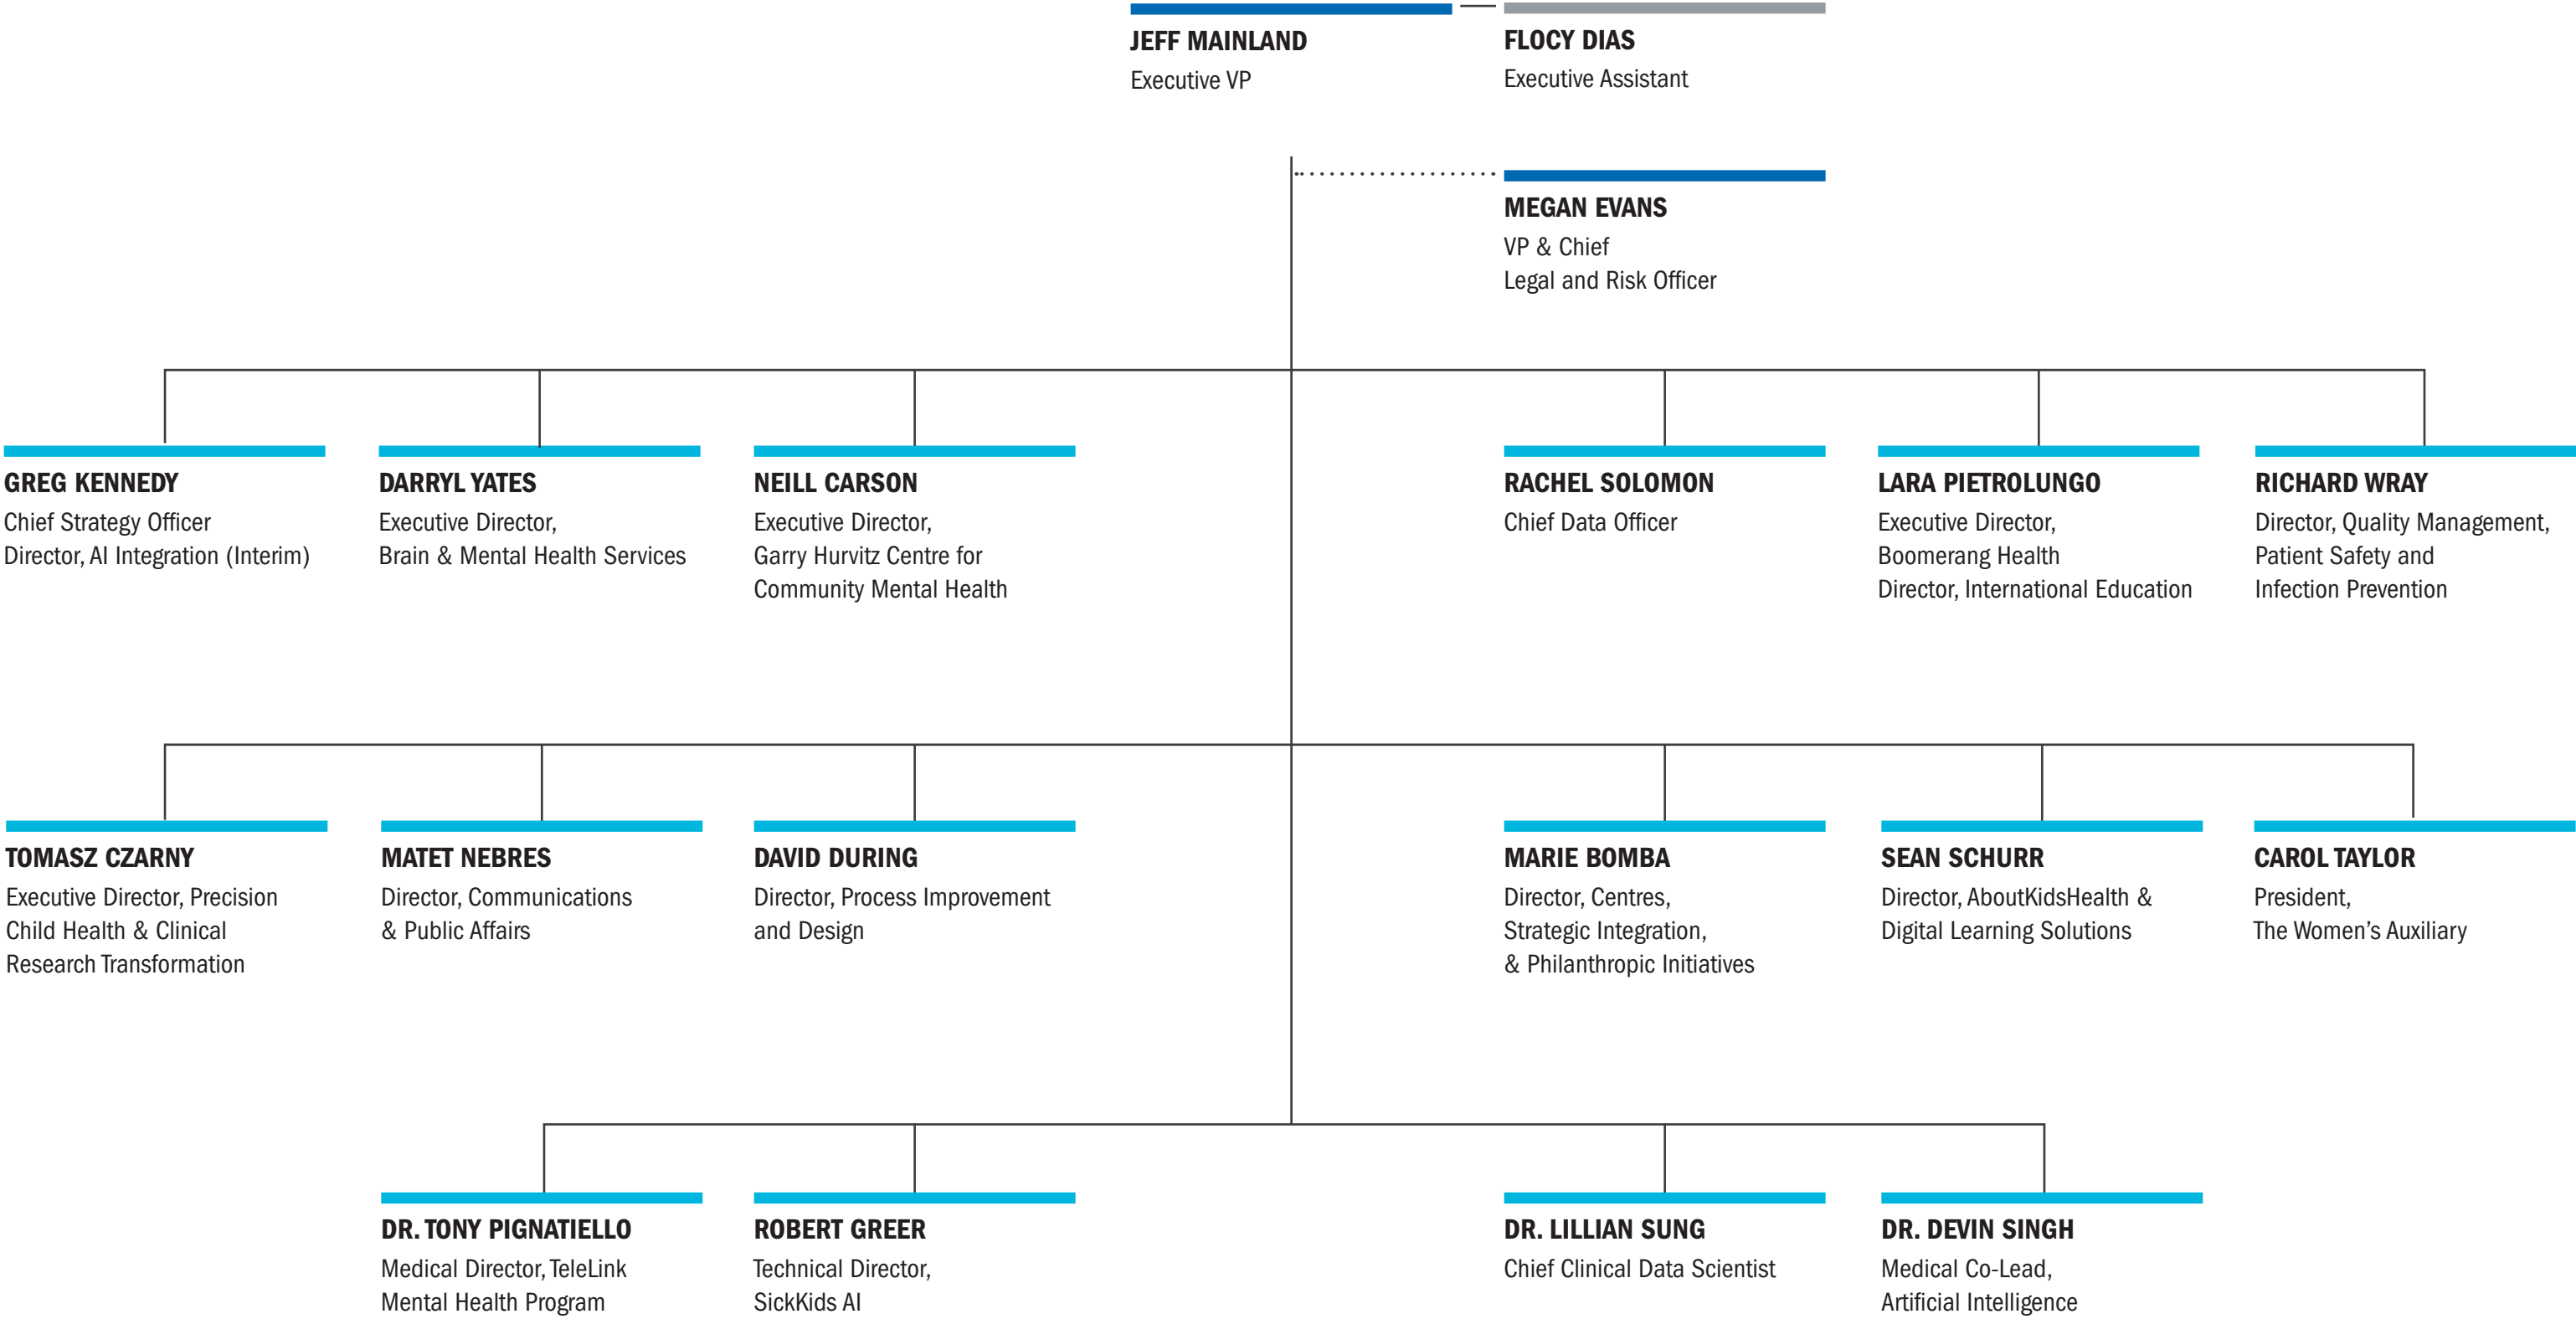 JEFF MAINLAND
Executive VP
FLOCY DIAS
Executive Assistant
MEGAN EVANS
VP & Chief
Legal and Risk Officer
GREG KENNEDY
Chief Strategy Officer
Director, AI Integration (Interim)
DARRYL YATES
Executive Director,
Brain & Mental Health Services
NEILL CARSON
Executive Director,
Garry Hurvitz Centre for
Community Mental Health
RACHEL SOLOMON
Chief Data Officer
LARA PIETROLUNGO
Executive Director,
Boomerang Health
Director, International Education
RICHARD WRAY
Director, Quality Management,
Patient Safety and
Infection Prevention
TOMASZ CZARNY
Executive Director, Precision
Child Health & Clinical
Research Transformation
MATET NEBRES
Director, Communications
& Public Affairs
DAVID DURING
Director, Process Improvement
and Design
MARIE BOMBA
Director, Centres,
Strategic Integration,
& Philanthropic Initiatives
SEAN SCHURR
Director, AboutKidsHealth &
Digital Learning Solutions
CAROL TAYLOR
President,
The Women’s Auxiliary
DR. TONY PIGNATIELLO
Medical Director, TeleLink
Mental Health Program
ROBERT GREER
Technical Director,
SickKids AI
DR. LILLIAN SUNG
Chief Clinical Data Scientist
DR. DEVIN SINGH
Medical Co-Lead,
Artificial Intelligence